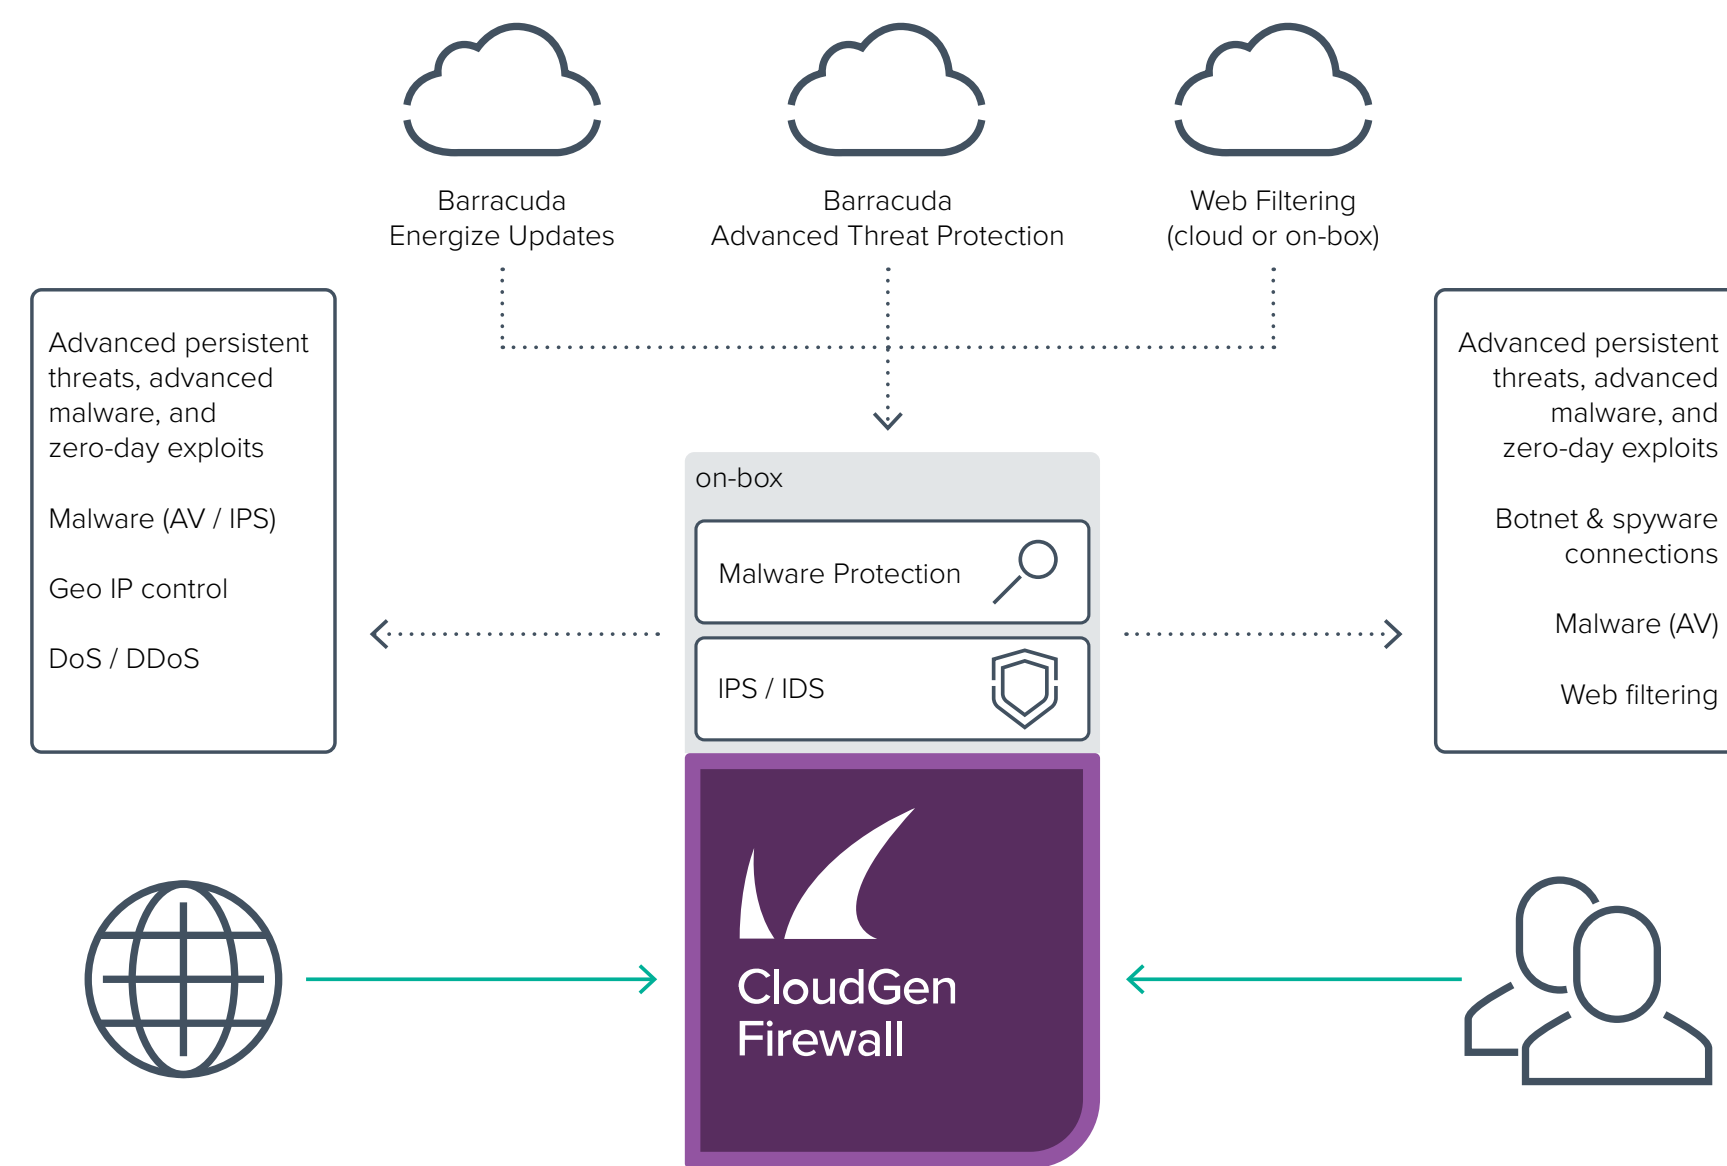 Barracuda
Energize Updates
Barracuda
Advanced Threat Protection
Web Filtering
(cloud or on-box)
Advanced persistent
threats, advanced
malware, and
zero-day exploits
Malware (AV / IPS)
Geo IP control
DoS / DDoS
on-box
Malware Protection
IPS / IDS
Advanced persistent
threats, advanced
malware, and
zero-day exploits
Botnet & spyware
connections
Malware (AV)
Web filtering
CloudGen
Firewall